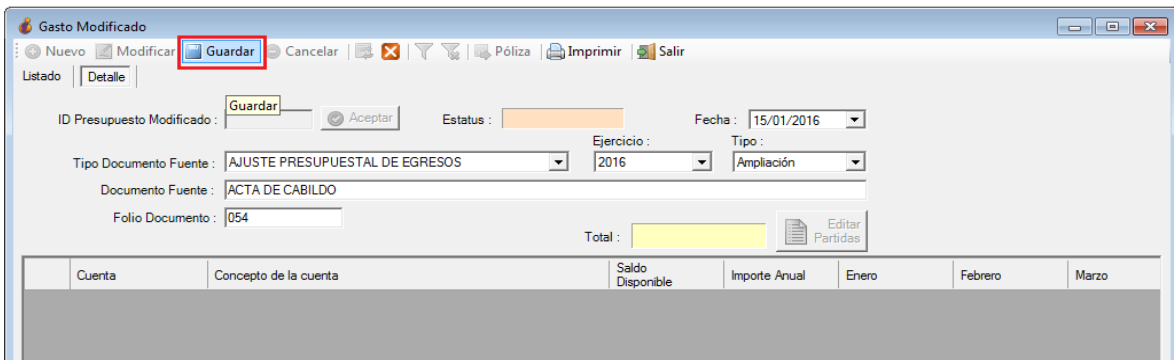 Gasto Modificado
Nuevo Modificar Guardar Cancelar Póliza Imprimir Salir
Listado Detalle
Guardar
ID Presupuesto Modificado : Aceptar Estatus : Fecha : 15/01/2016
Ejercicio : Tipo :
Tipo Documento Fuente : AJUSTE PRESUPUESTAL DE EGRESOS 2016 Ampliación
Documento Fuente : ACTA DE CABILDO
Folio Documento : 054
Total : Editar Partidas
Cuenta Concepto de la cuenta Saldo Disponible Importe Anual Enero Febrero Marzo